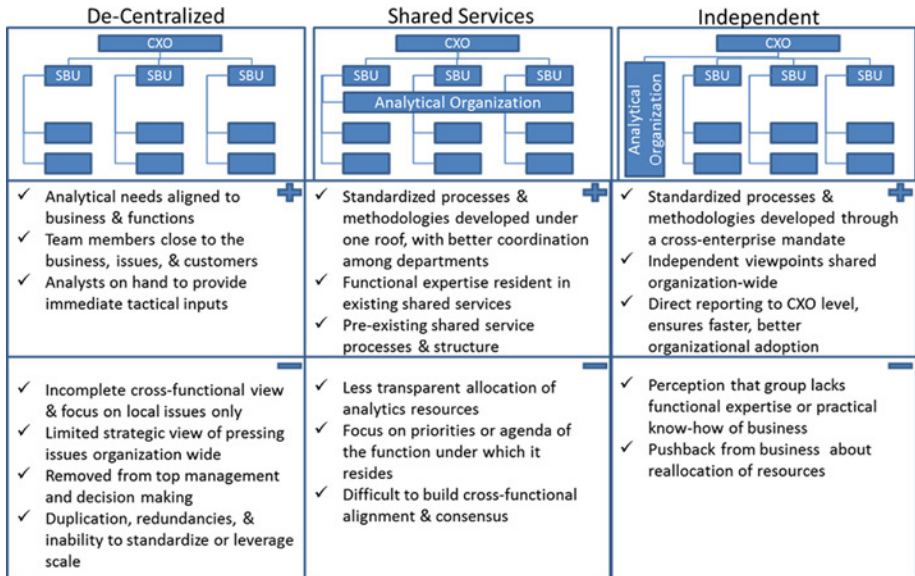 De-Centralized
Shared Services
Independent
CXO
SBU
SBU
SBU
CXO
SBU
SBU
SBU
Analytical Organization
CXO
SBU
SBU
SBU
Analytical
Organization
✓ Analytical needs aligned to
business & functions
✓ Team members close to the
business, issues, & customers
✓ Analysts on hand to provide
immediate tactical inputs
✓ Standardized processes &
methodologies developed under
one roof, with better coordination
among departments
✓ Functional expertise resident in
existing shared services
✓ Pre-existing shared service
processes & structure
✓ Standardized processes &
methodologies developed through
a cross-enterprise mandate
✓ Independent viewpoints shared
organization-wide
✓ Direct reporting to CXO level,
ensures faster, better
organizational adoption
✓ Incomplete cross-functional view
& focus on local issues only
✓ Limited strategic view of pressing
issues organization wide
✓ Removed from top management
and decision making
✓ Duplication, redundancies, &
inability to standardize or leverage
scale
✓ Less transparent allocation of
analytics resources
✓ Focus on priorities or agenda of
the function under which it
resides
✓ Difficult to build cross-functional
alignment & consensus
✓ Perception that group lacks
functional expertise or practical
know-how of business
✓ Pushback from business about
reallocation of resources